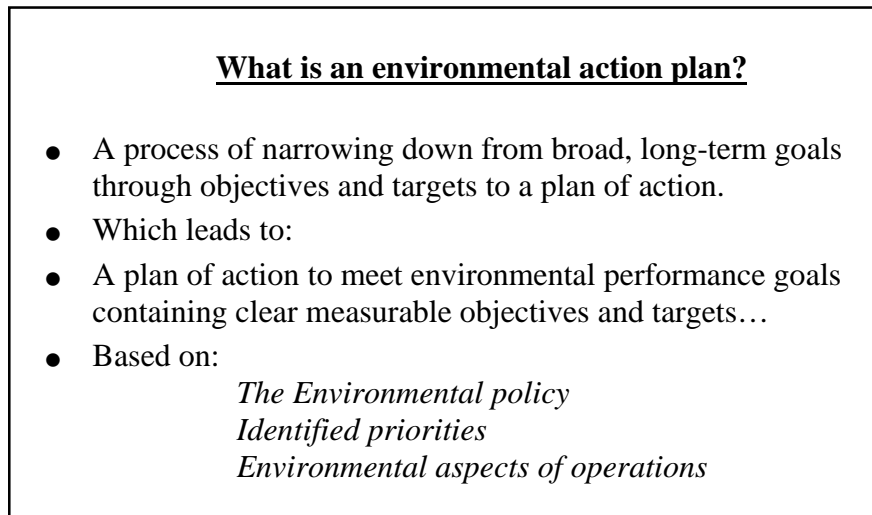 What is an environmental action plan?
● A process of narrowing down from broad, long-term goals
through objectives and targets to a plan of action.
● Which leads to:
● A plan of action to meet environmental performance goals
containing clear measurable objectives and targets…
● Based on:
The Environmental policy
Identified priorities
Environmental aspects of operations